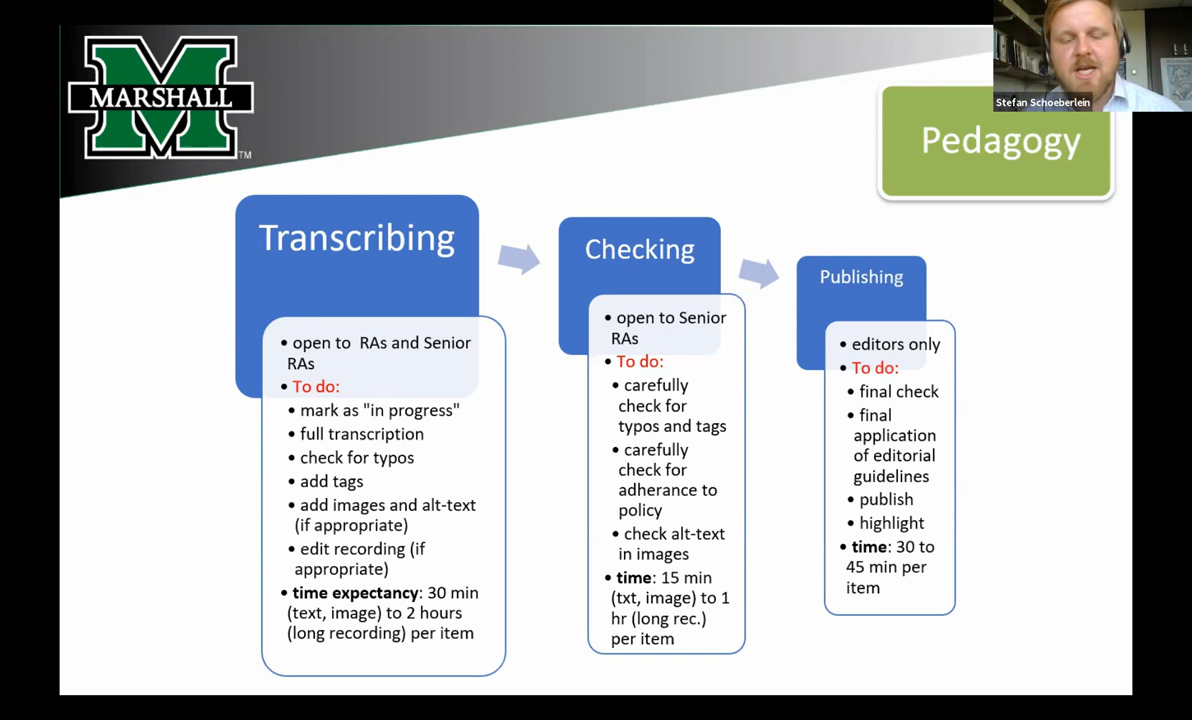 MARSHALL
TM
Stefan Schoeberlein
Pedagogy
Transcribing
• open to RAs and Senior
RAs
• To do:
• mark as "in progress"
• full transcription
• check for typos
• add tags
• add images and alt-text
(if appropriate)
• edit recording (if
appropriate)
• time expectancy: 30 min
(text, image) to 2 hours
(long recording) per item
Checking
• open to Senior
RAs
• To do:
• carefully
check for
typos and tags
• carefully
check for
adherance to
policy
• check alt-text
in images
• time: 15 min
(txt, image) to 1
hr (long rec.)
per item
Publishing
• editors only
• To do:
• final check
• final
application
of editorial
guidelines
• publish
• highlight
• time: 30 to
45 min per
item